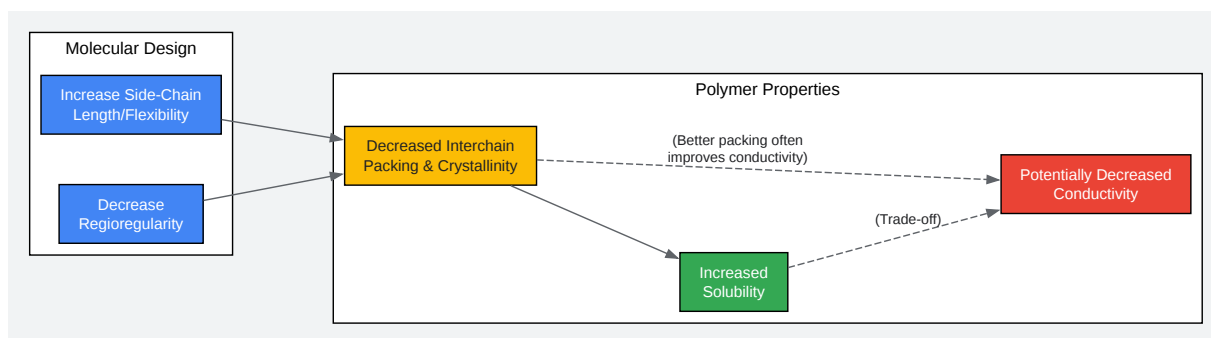 Molecular Design
Increase Side-Chain
Length/Flexibility
Decrease
Regioregularity
Polymer Properties
Decreased Interchain
Packing & Crystallinity
(Better packing often
improves conductivity)
Potentially Decreased
Conductivity
(Trade-off)
Increased
Solubility